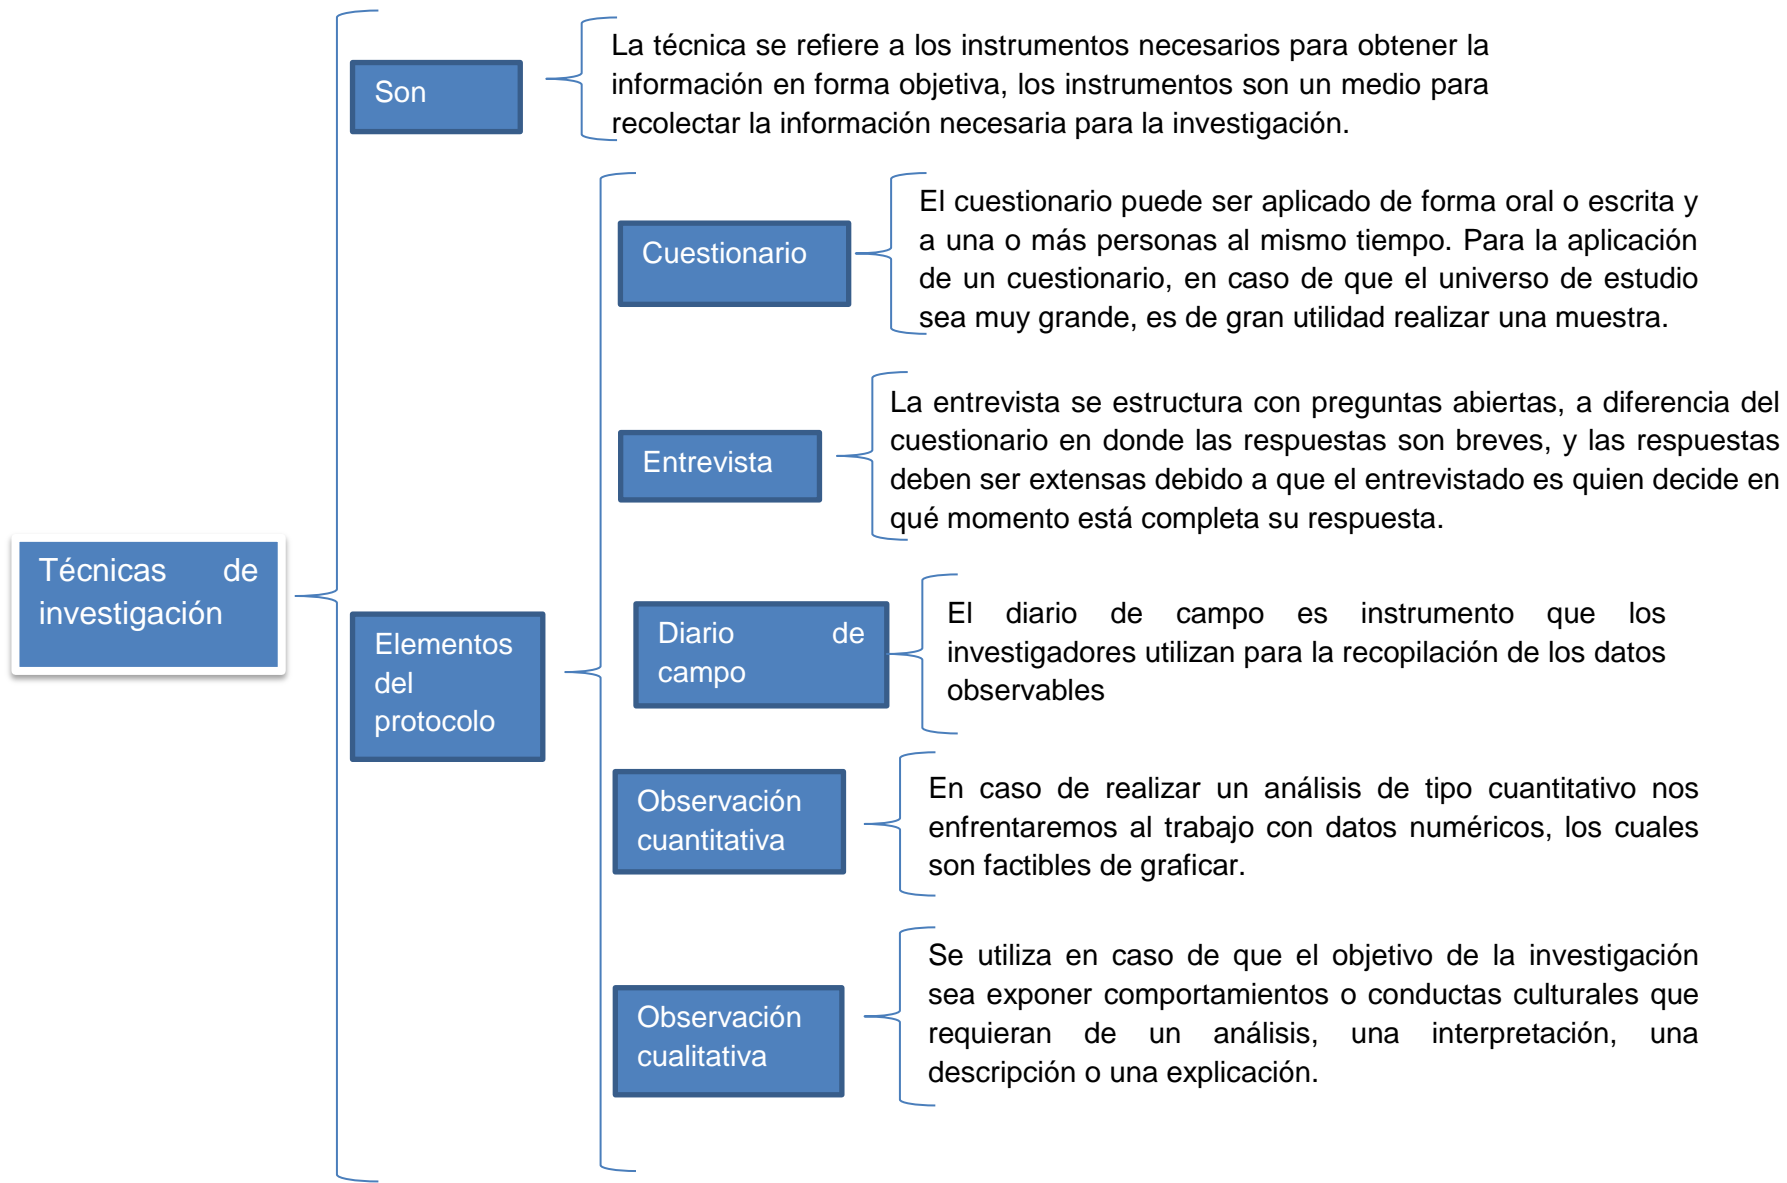 Técnicas de
investigación
Son
La técnica se refiere a los instrumentos necesarios para obtener la
información en forma objetiva, los instrumentos son un medio para
recolectar la información necesaria para la investigación.
Elementos
del
protocolo
Cuestionario
El cuestionario puede ser aplicado de forma oral o escrita y
a una o más personas al mismo tiempo. Para la aplicación
de un cuestionario, en caso de que el universo de estudio
sea muy grande, es de gran utilidad realizar una muestra.
Entrevista
La entrevista se estructura con preguntas abiertas, a diferencia del
cuestionario en donde las respuestas son breves, y las respuestas
deben ser extensas debido a que el entrevistado es quien decide en
qué momento está completa su respuesta.
Diario de
campo
El diario de campo es instrumento que los
investigadores utilizan para la recopilación de los datos
observables
Observación
cuantitativa
En caso de realizar un análisis de tipo cuantitativo nos
enfrentaremos al trabajo con datos numéricos, los cuales
son factibles de graficar.
Observación
cualitativa
Se utiliza en caso de que el objetivo de la investigación
sea exponer comportamientos o conductas culturales que
requieran de un análisis, una interpretación, una
descripción o una explicación.